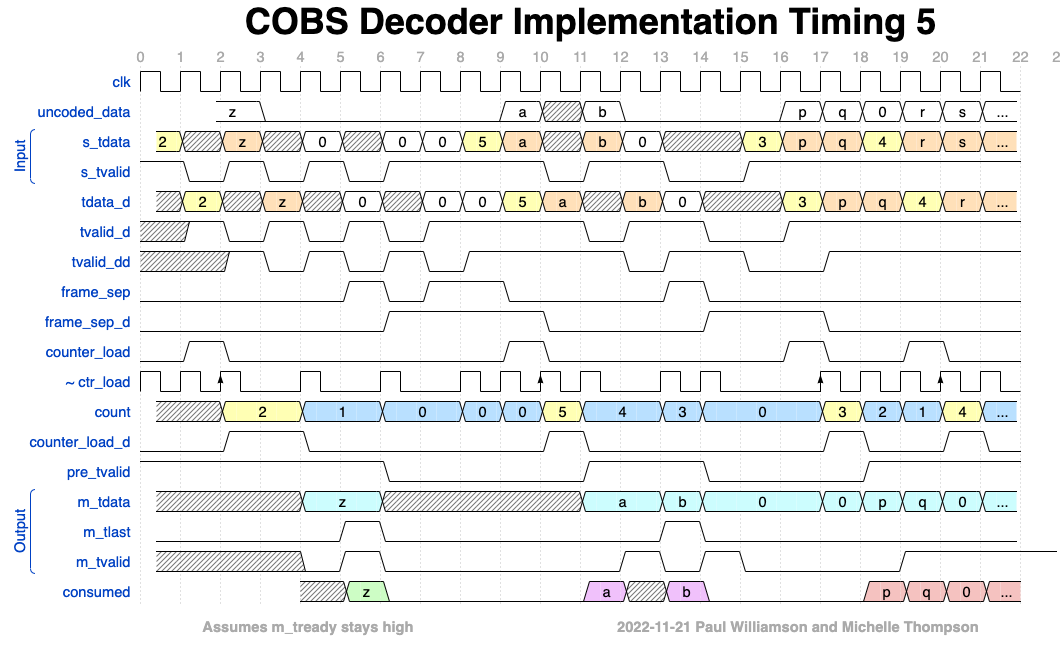 COBS Decoder Implementation Timing 5
0 1 2 3 4 5 6 7 8 9 10 11 12 13 14 15 16 17 18 19 20 21 22 2
clk
uncoded_data z a b p q 0 r s ...
Input
s_tdata 2 z 0 0 0 5 a b 0 3 p q 4 r s ...
s_tvalid
tdata_d 2 z 0 0 0 5 a b 0 3 p q 4 r ...
tvalid_d
tvalid_dd
frame_sep
frame_sep_d
counter_load
~ ctr_load
count 2 1 0 0 0 5 4 3 0 3 2 1 4 ...
counter_load_d
pre_tvalid
Output
m_tdata z a b 0 0 p q 0 ...
m_tlast
m_tvalid
consumed z a b p q 0 ...
Assumes m_tready stays high 2022-11-21 Paul Williamson and Michelle Thompson